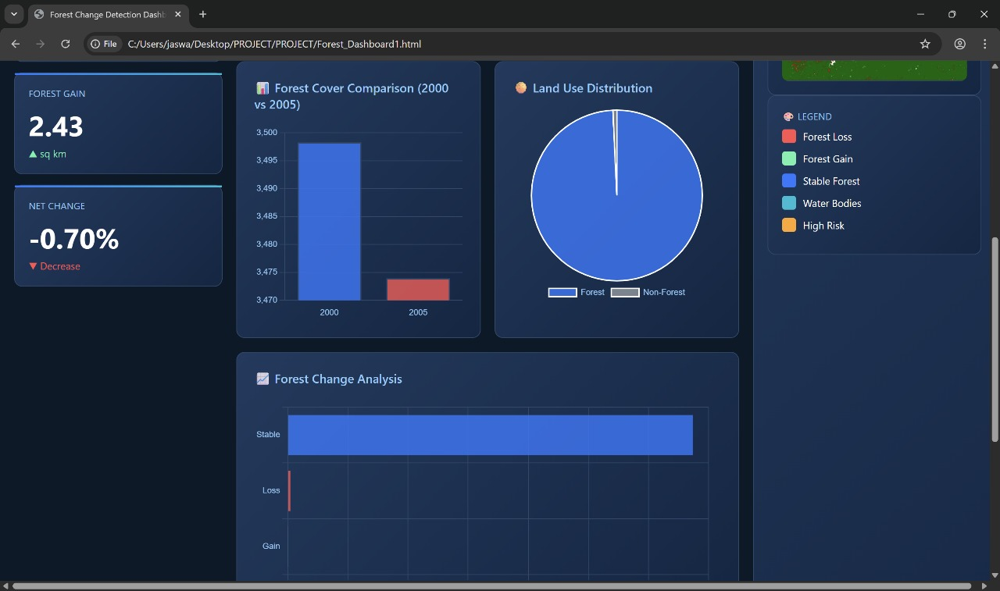 Forest Change Detection Dashb
File
C:/Users/jaswa/Desktop/PROJECT/PROJECT/Forest_Dashboard1.html
FOREST GAIN
2.43
▲ sq km
NET CHANGE
-0.70%
▼ Decrease
Forest Cover Comparison (2000
vs 2005)
3,500
3,495
3,490
3,485
3,480
3,475
3,470
2000
2005
Land Use Distribution
Forest
Non-Forest
Forest Change Analysis
Stable
Loss
Gain
LEGEND
Forest Loss
Forest Gain
Stable Forest
Water Bodies
High Risk